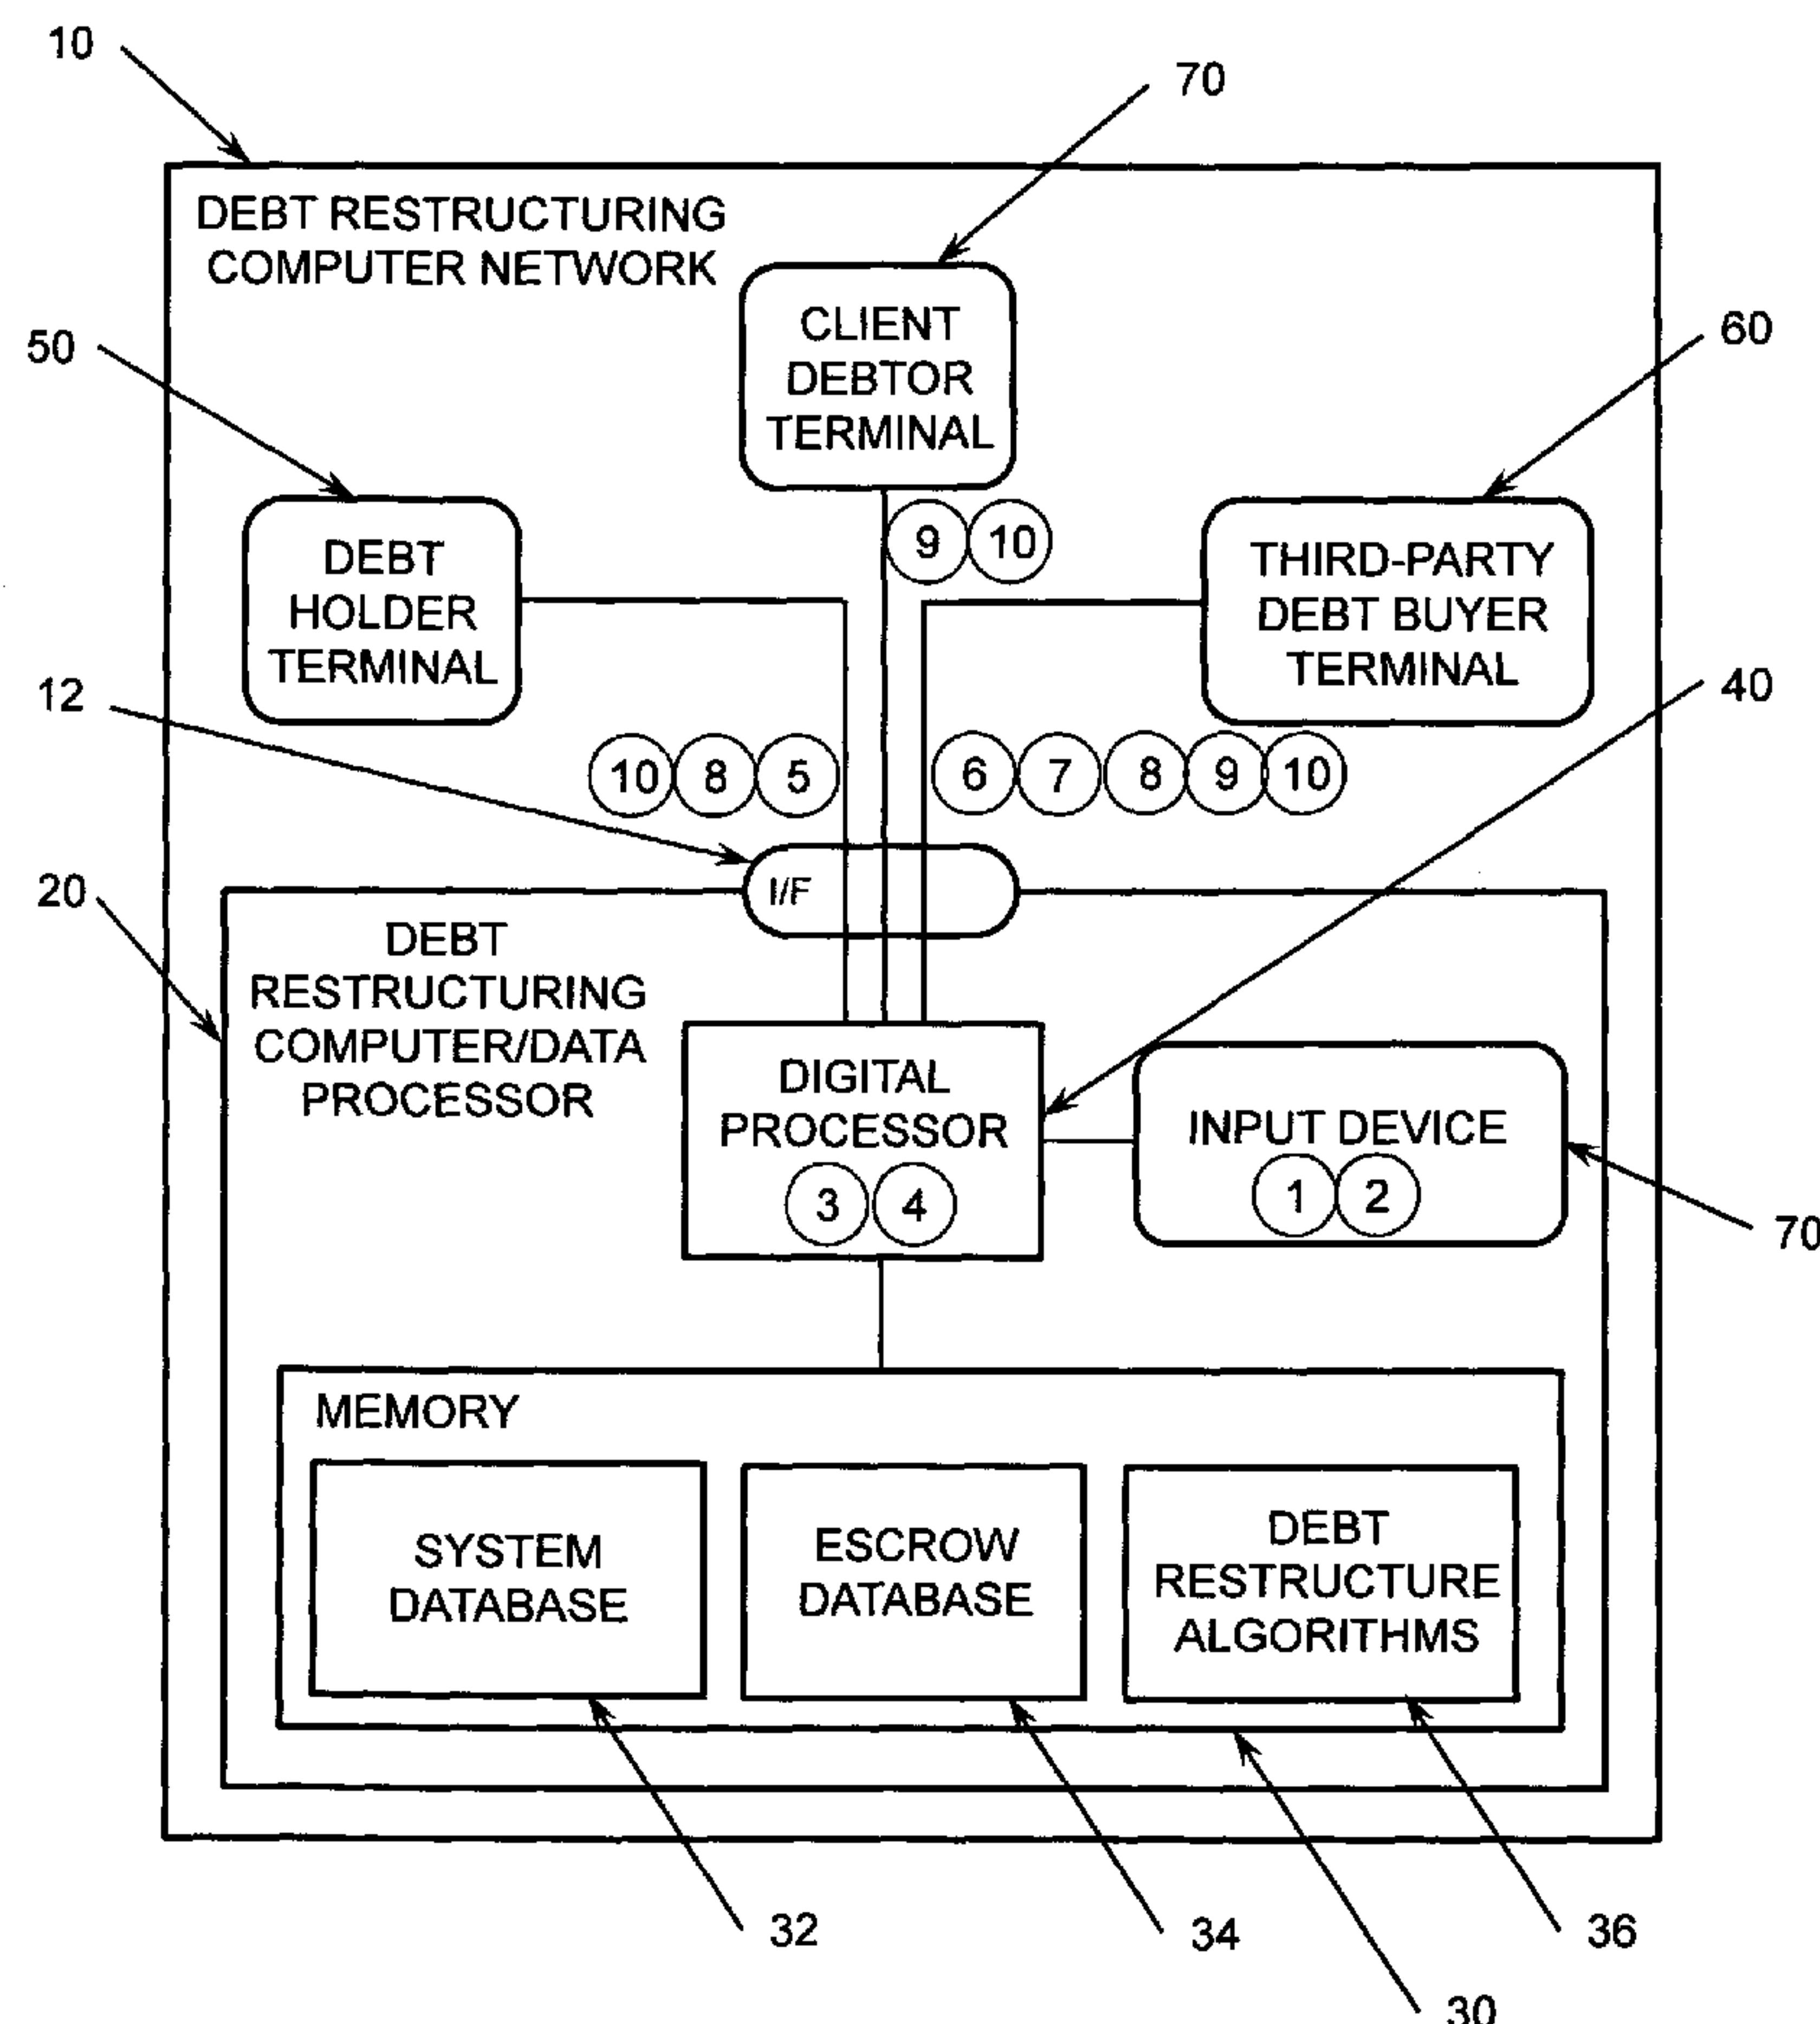 10
70
DEBT RESTRUCTURING
COMPUTER NETWORK
CLIENT
DEBTOR
TERMINAL
50
60
DEBT
HOLDER
TERMINAL
9 10
THIRD-PARTY
DEBT BUYER
TERMINAL
12
40
10 8 5
6 7 8 9 10
20
I/F
DEBT
RESTRUCTURING
COMPUTER/DATA
PROCESSOR
DIGITAL
PROCESSOR
3 4
INPUT DEVICE
1 2
70
MEMORY
SYSTEM
DATABASE
ESCROW
DATABASE
DEBT
RESTRUCTURE
ALGORITHMS
32
34
36
30